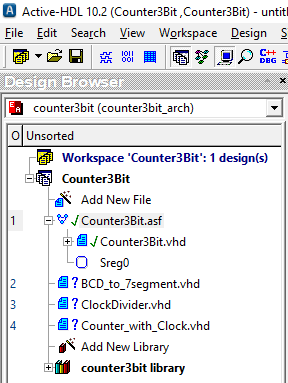 Active-HDL 10.2 (Counter3Bit ,Counter3Bit) - untitl
File Edit Search View Workspace Design
C++
DBG
Design Browser
counter3bit (counter3bit_arch)
O Unsorted
Workspace 'Counter3Bit': 1 design(s)
Counter3Bit
Add New File
1 Counter3Bit.asf
Counter3Bit.vhd
Sreg0
2 ? BCD_to_7segment.vhd
3 ? ClockDivider.vhd
4 ? Counter_with_Clock.vhd
Add New Library
counter3bit library